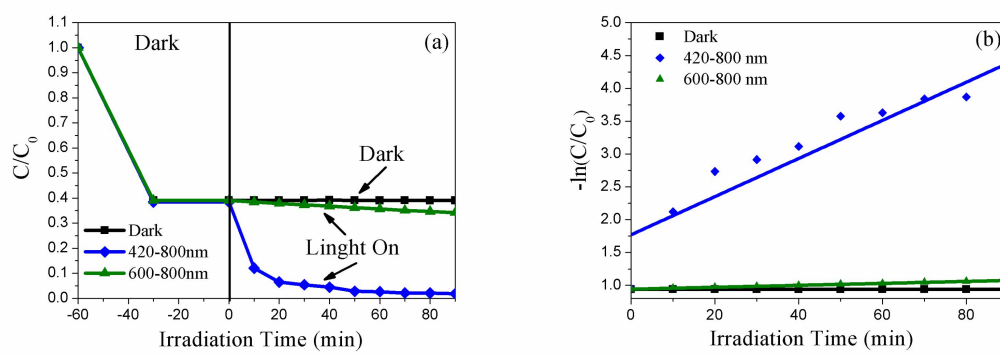 (a)
Dark
Dark
Linght On
Dark
420-800nm
600-800nm
C/C0
1.1
1.0
0.9
0.8
0.7
0.6
0.5
0.4
0.3
0.2
0.1
0.0
-60 -40 -20 0 20 40 60 80
Irradiation Time (min)
(b)
Dark
420-800 nm
600-800 nm
-ln(C/C0)
5.0
4.5
4.0
3.5
3.0
2.5
2.0
1.5
1.0
0 20 40 60 80
Irradiation Time (min)